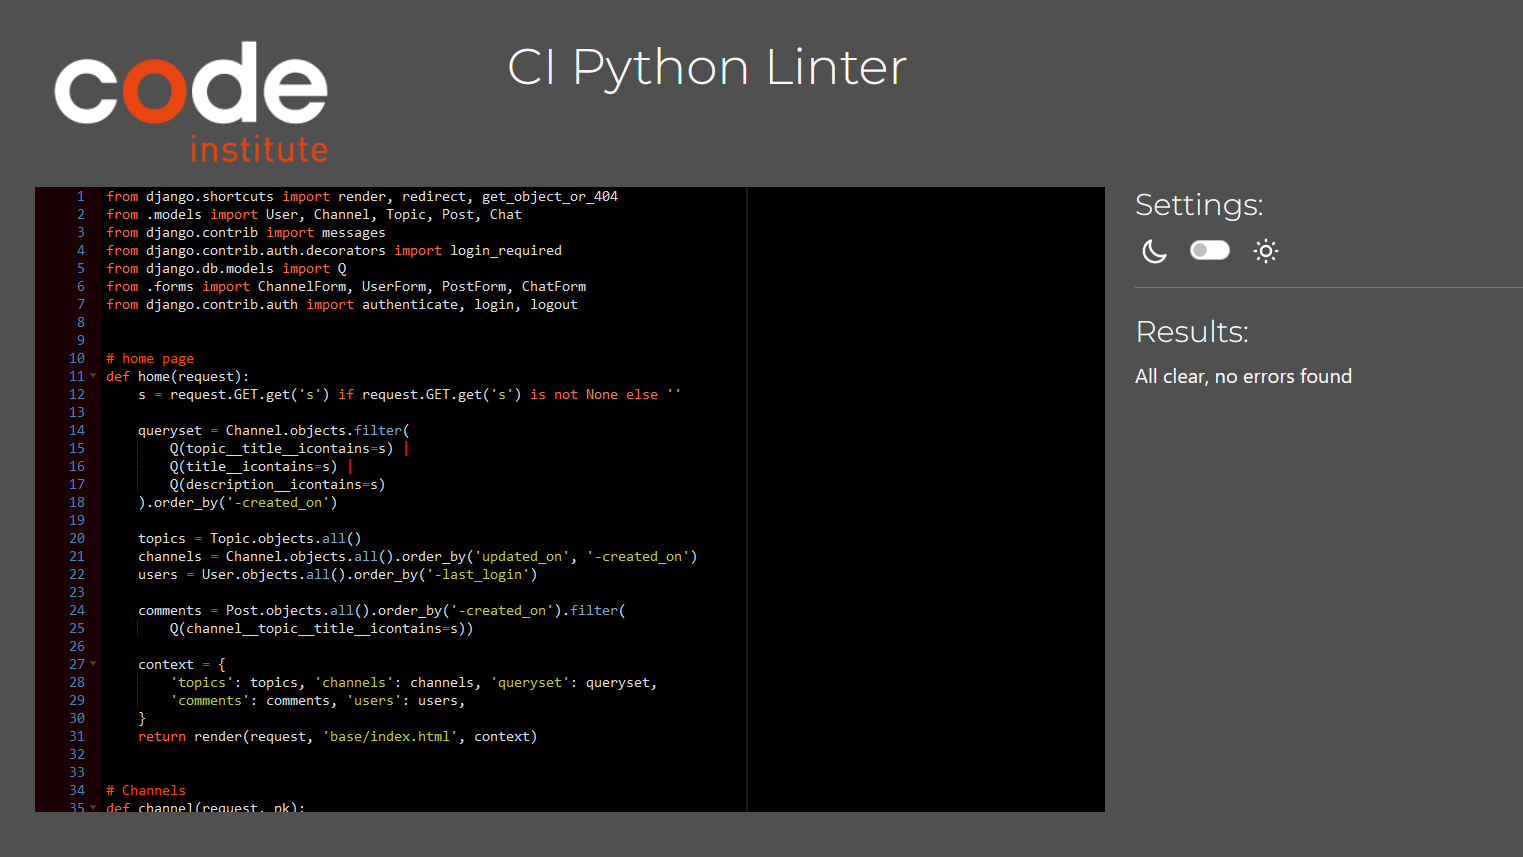 code
institute
CI Python Linter
1 from django.shortcuts import render, redirect, get_object_or_404
2 from .models import User, Channel, Topic, Post, Chat
3 from django.contrib import messages
4 from django.contrib.auth.decorators import login_required
5 from django.db.models import Q
6 from .forms import ChannelForm, UserForm, PostForm, ChatForm
7 from django.contrib.auth import authenticate, login, logout
8
9
10 # home page
11 def home(request):
12     s = request.GET.get('s') if request.GET.get('s') is not None else ''
13
14     queryset = Channel.objects.filter(
15         Q(topic__title__icontains=s) |
16         Q(title__icontains=s) |
17         Q(description__icontains=s)
18     ).order_by('-created_on')
19
20     topics = Topic.objects.all()
21     channels = Channel.objects.all().order_by('updated_on', '-created_on')
22     users = User.objects.all().order_by('-last_login')
23
24     comments = Post.objects.all().order_by('-created_on').filter(
25         Q(channel__topic__title__icontains=s))
26
27     context = {
28         'topics': topics, 'channels': channels, 'queryset': queryset,
29         'comments': comments, 'users': users,
30     }
31     return render(request, 'base/index.html', context)
32
33
34 # Channels
35 def channel(request, pk):
Settings:
Results:
All clear, no errors found